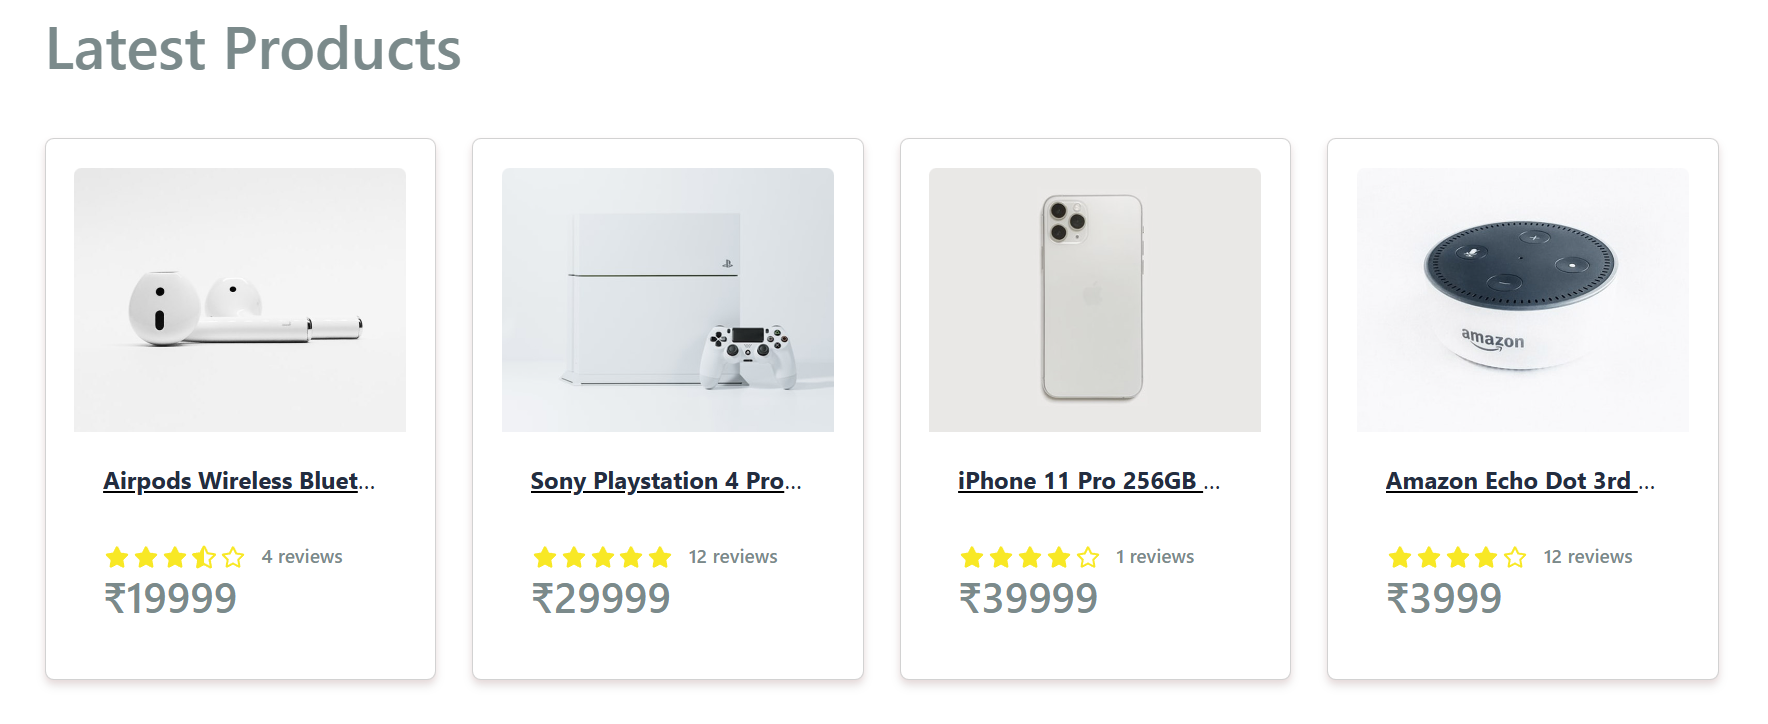 Latest Products
amazon
Airpods Wireless Bluet...
Sony Playstation 4 Pro...
iPhone 11 Pro 256GB ...
Amazon Echo Dot 3rd ...
4 reviews
12 reviews
1 reviews
12 reviews
₹19999
₹29999
₹39999
₹3999